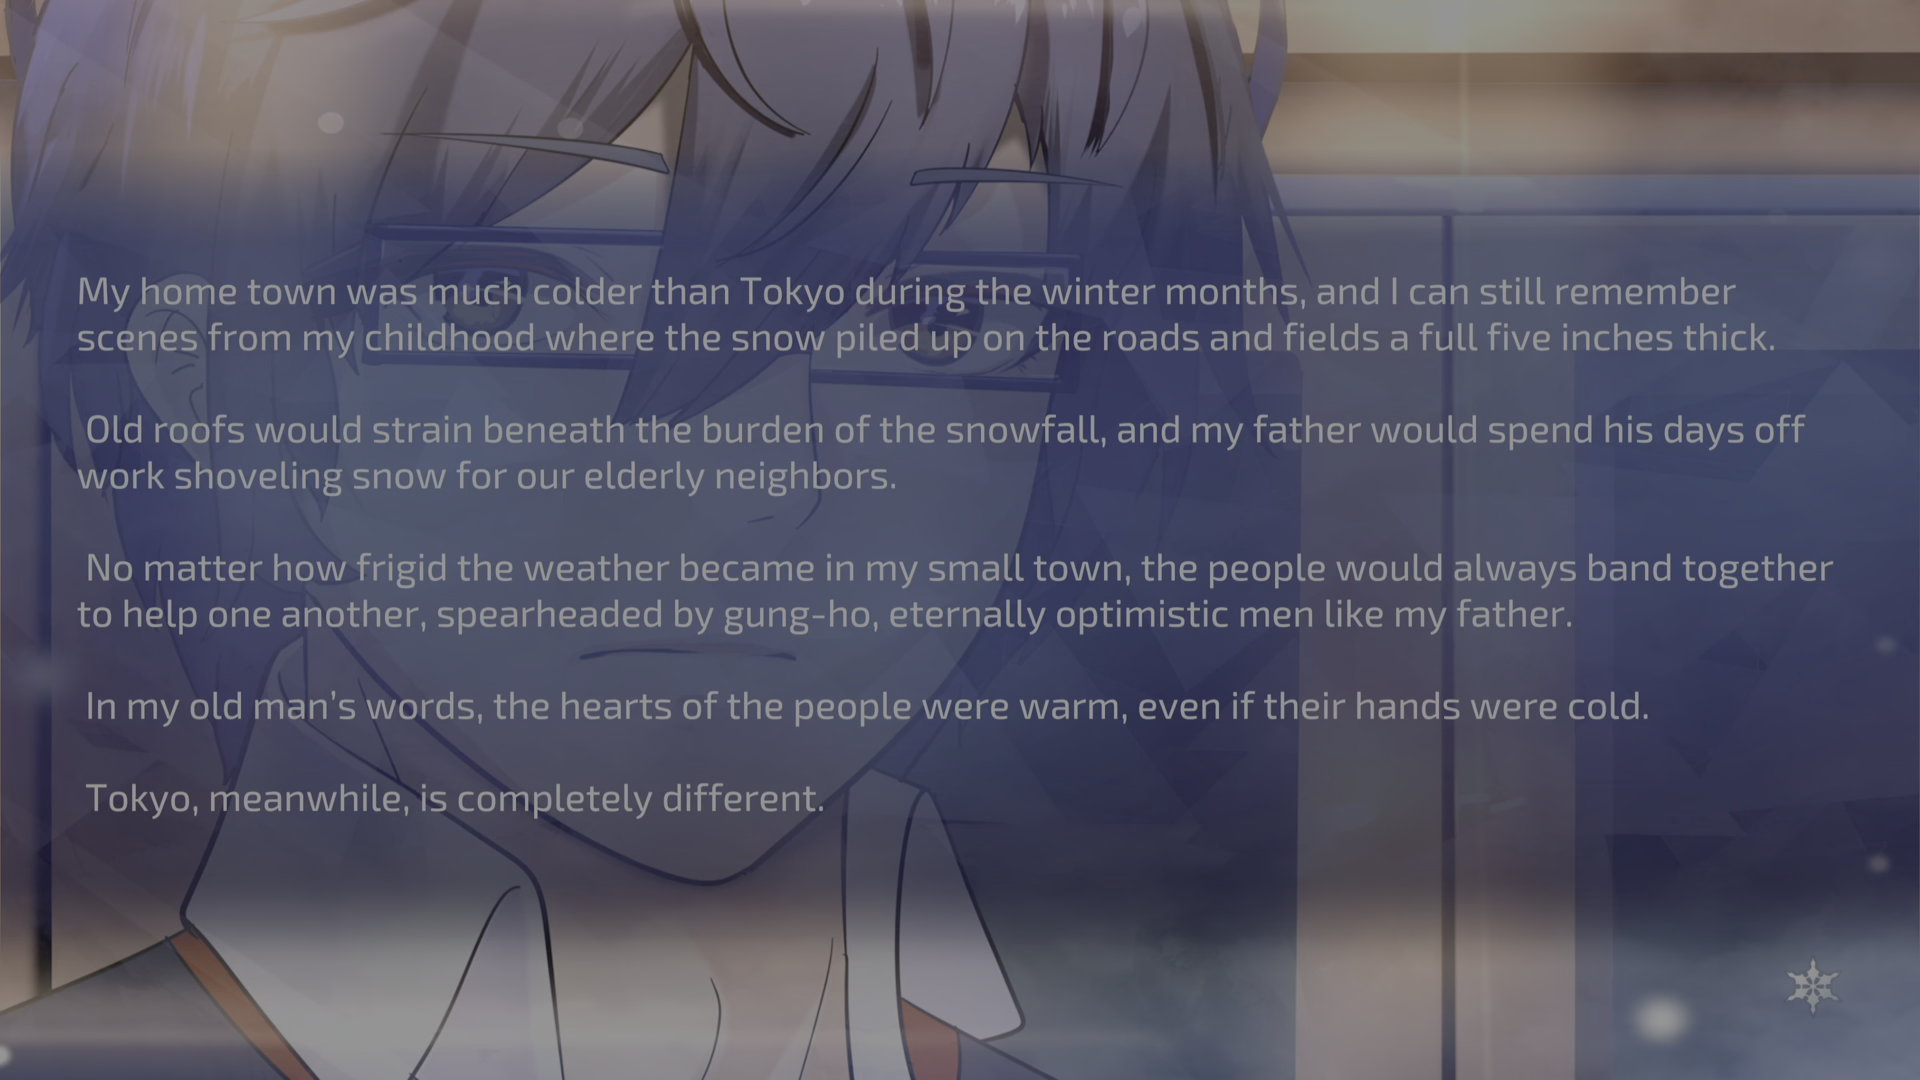 My home town was much colder than Tokyo during the winter months, and I can still remember
scenes from my childhood where the snow piled up on the roads and fields a full five inches thick.
Old roofs would strain beneath the burden of the snowfall, and my father would spend his days off
work shoveling snow for our elderly neighbors.
No matter how frigid the weather became in my small town, the people would always band together
to help one another, spearheaded by gung-ho, eternally optimistic men like my father.
In my old man's words, the hearts of the people were warm, even if their hands were cold.
Tokyo, meanwhile, is completely different.